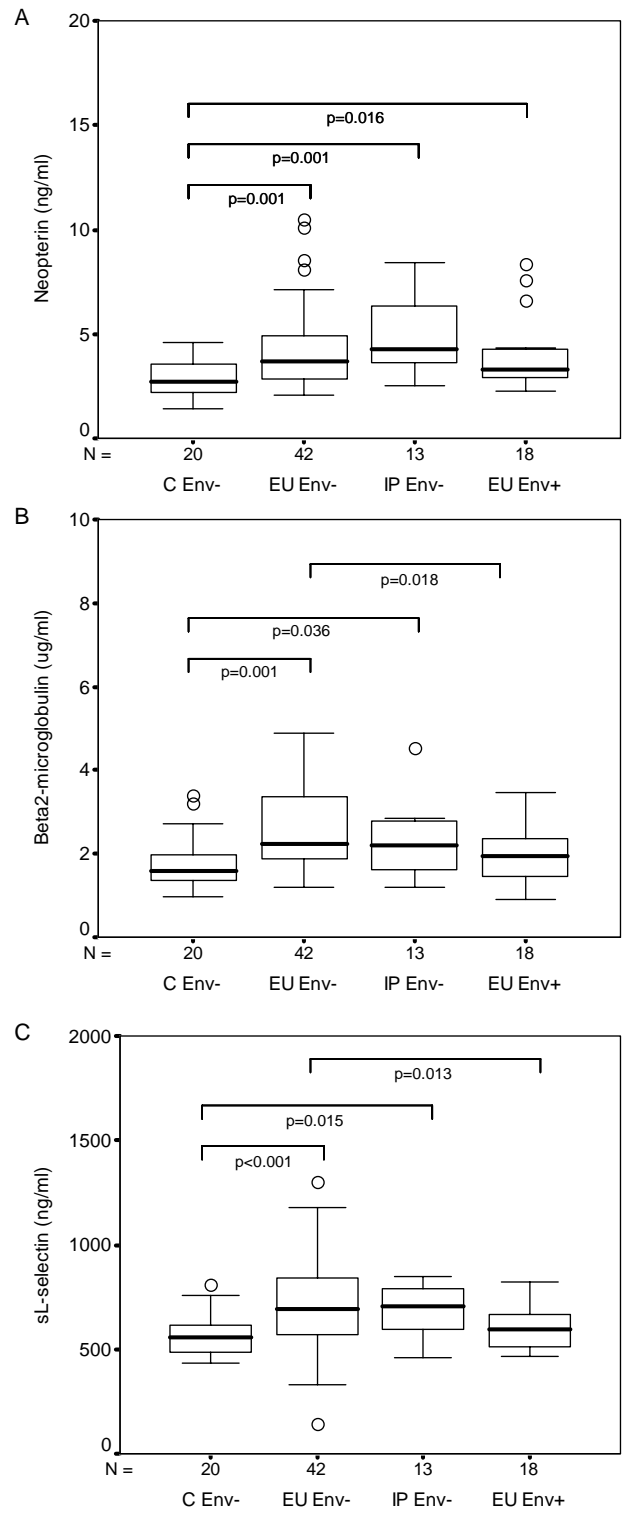 A
20
15
10
5
0
Neopterin (ng/ml)
p=0.016
p=0.001
p=0.001
N = 20 42 13 18
C Env- EU Env- IP Env- EU Env+
B
10
8
6
4
2
0
Beta2-microglobulin (ug/ml)
p=0.018
p=0.036
p=0.001
N = 20 42 13 18
C Env- EU Env- IP Env- EU Env+
C
2000
1500
1000
500
0
sL-selectin (ng/ml)
p=0.013
p=0.015
p<0.001
N = 20 42 13 18
C Env- EU Env- IP Env- EU Env+